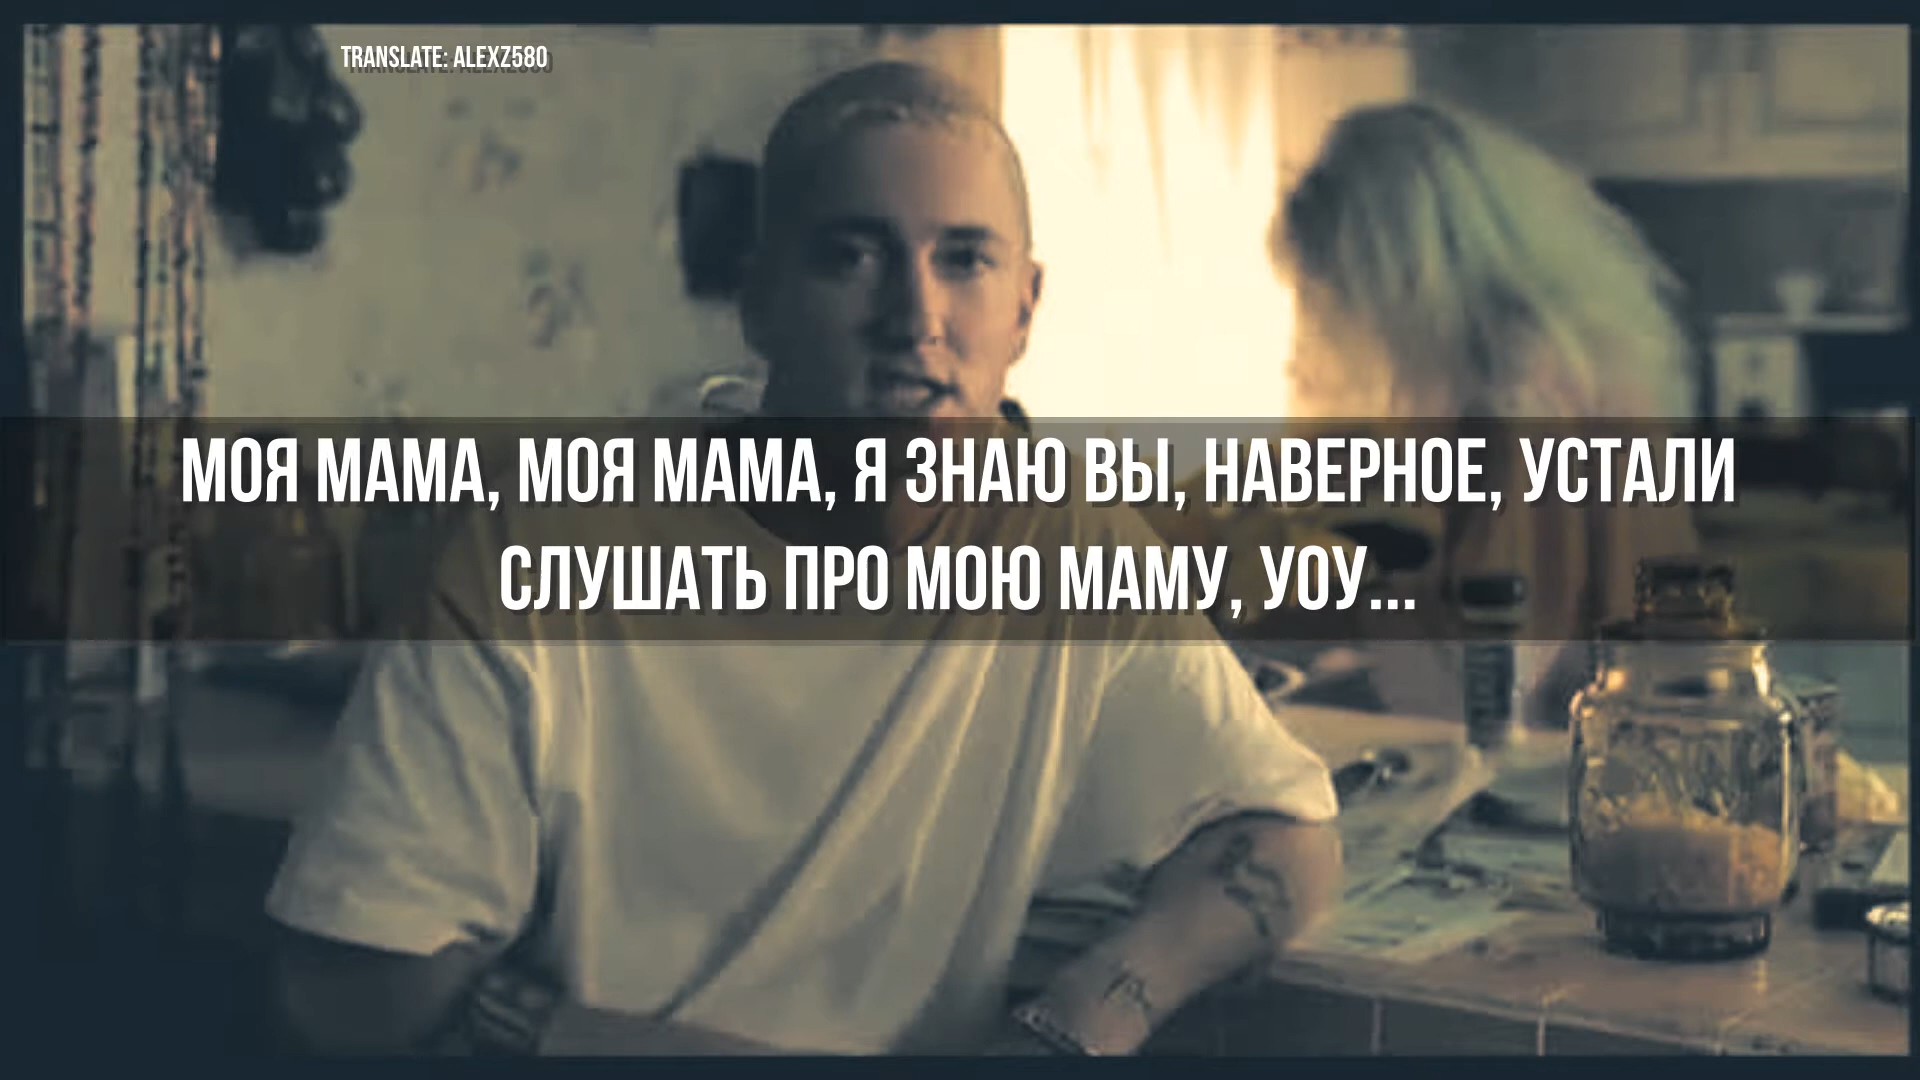 TRANSLATE: ALEXZ580
МОЯ МАМА, МОЯ МАМА, Я ЗНАЮ ВЫ, НАВЕРНОЕ, УСТАЛИ
СЛУШАТЬ ПРО МОЮ МАМУ, УОУ...